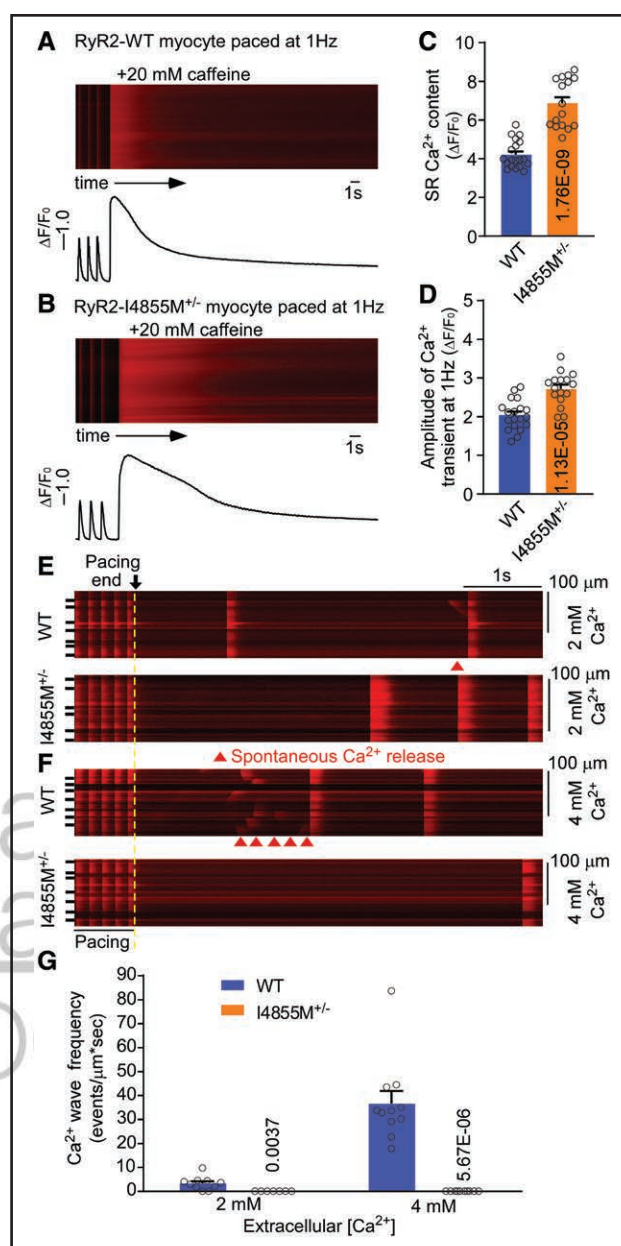 A RyR2-WT myocyte paced at 1Hz
+20 mM caffeine
time
1s
ΔF/F₀
1.0
B RyR2-I4855M+/- myocyte paced at 1Hz
+20 mM caffeine
time
1s
ΔF/F₀
1.0
C
SR Ca²⁺ content
(ΔF/F₀)
10
8
6
4
2
0
1.76E-09
WT
I4855M+/-
D
Amplitude of Ca²⁺
transient at 1Hz (ΔF/F₀)
5
4
3
2
1
0
1.13E-05
WT
I4855M+/-
E
Pacing
end
1s
WT
100 µm
2 mM
Ca²⁺
I4855M+/-
100 µm
2 mM
Ca²⁺
▲ Spontaneous Ca²⁺ release
F
WT
100 µm
4 mM
Ca²⁺
I4855M+/-
100 µm
4 mM
Ca²⁺
Pacing
G
Ca²⁺ wave frequency
(events/µm*sec)
90
80
70
60
50
40
30
20
10
0
WT
I4855M+/-
0.0037
5.67E-06
2 mM
4 mM
Extracellular [Ca²⁺]